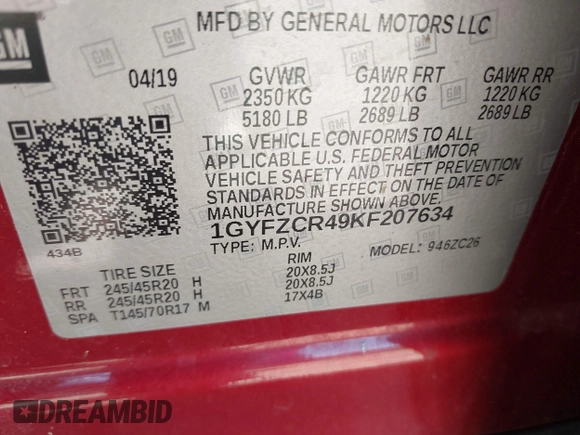 GM
MFD BY GENERAL MOTORS LLC
04/19
GVWR GAWR FRT GAWR RR
2350 KG 1220 KG 1220 KG
5180 LB 2689 LB 2689 LB
THIS VEHICLE CONFORMS TO ALL
APPLICABLE U.S. FEDERAL MOTOR
VEHICLE SAFETY AND THEFT PREVENTION
STANDARDS IN EFFECT ON THE DATE OF
MANUFACTURE SHOWN ABOVE.
1GYFZCR49KF207634
434B
TYPE: M.P.V. MODEL: 946ZC26
TIRE SIZE RIM
FRT 245/45R20 H 20X8.5J
RR 245/45R20 H 20X8.5J
SPA T145/70R17 M 17X4B
DREAMBID